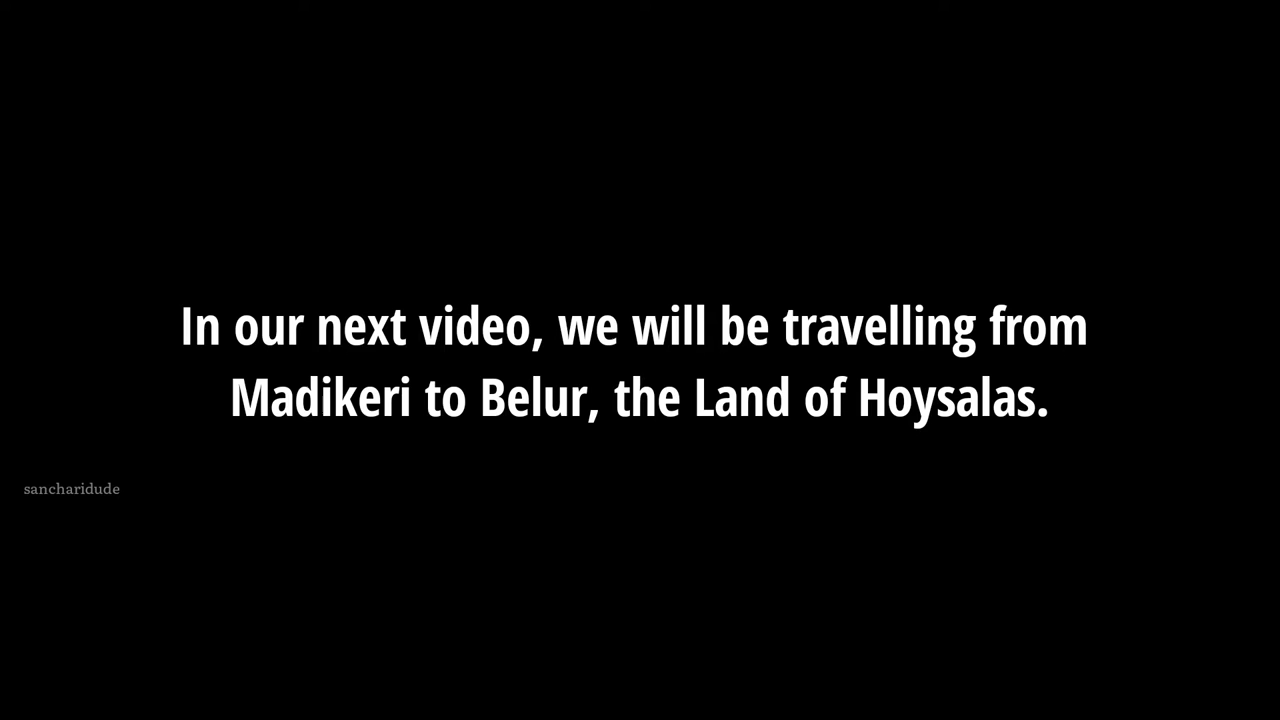 In our next video, we will be travelling from
Madikeri to Belur, the Land of Hoysalas.
sancharidude